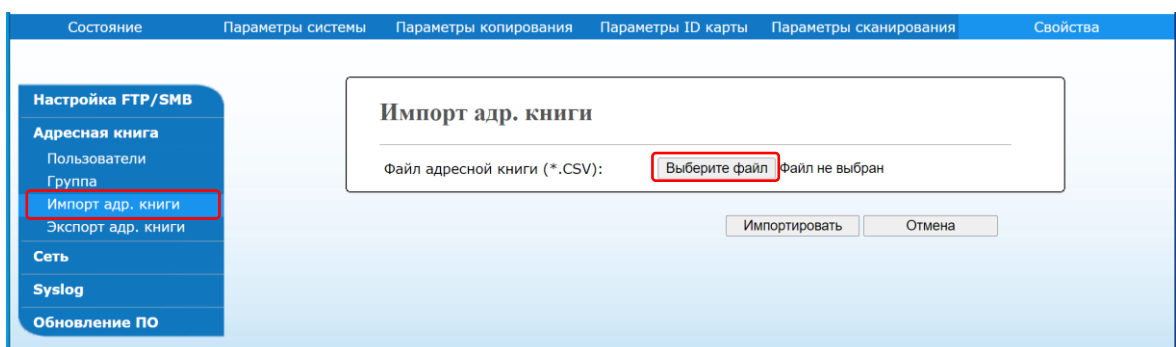 Состояние Параметры системы Параметры копирования Параметры ID карты Параметры сканирования Свойства
Настройка FTP/SMB
Адресная книга
Пользователи
Группа
Импорт адр. книги
Экспорт адр. книги
Сеть
Syslog
Обновление ПО
Импорт адр. книги
Файл адресной книги (*.CSV): Выберите файл Файл не выбран
Импортировать Отмена